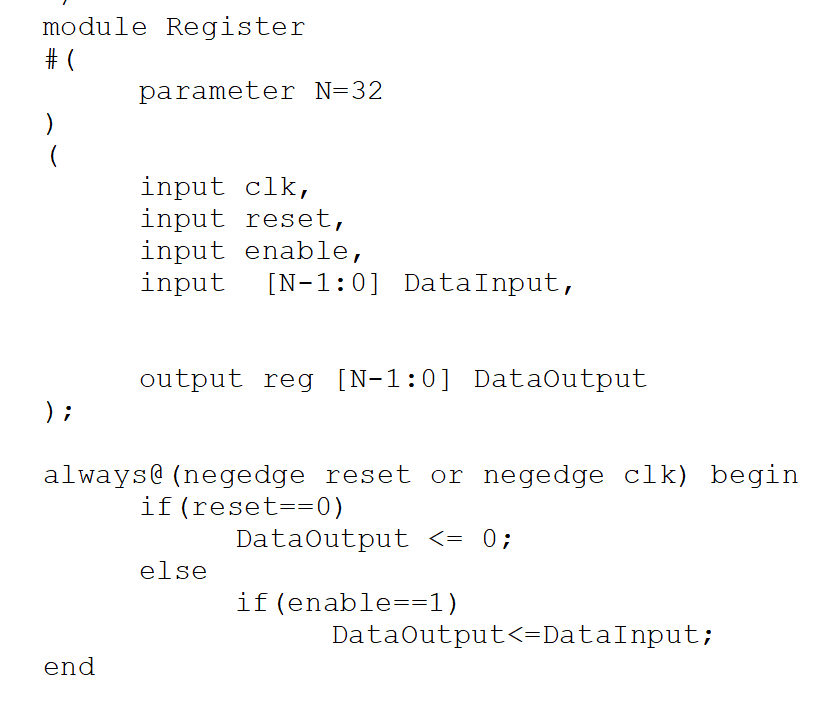 module Register
#(
parameter N=32
)
(
input clk,
input reset,
input enable,
input [N-1:0] DataInput,
output reg [N-1:0] DataOutput
);
always@(negedge reset or negedge clk) begin
if(reset==0)
DataOutput <= 0;
else
if(enable==1)
DataOutput<=DataInput;
end